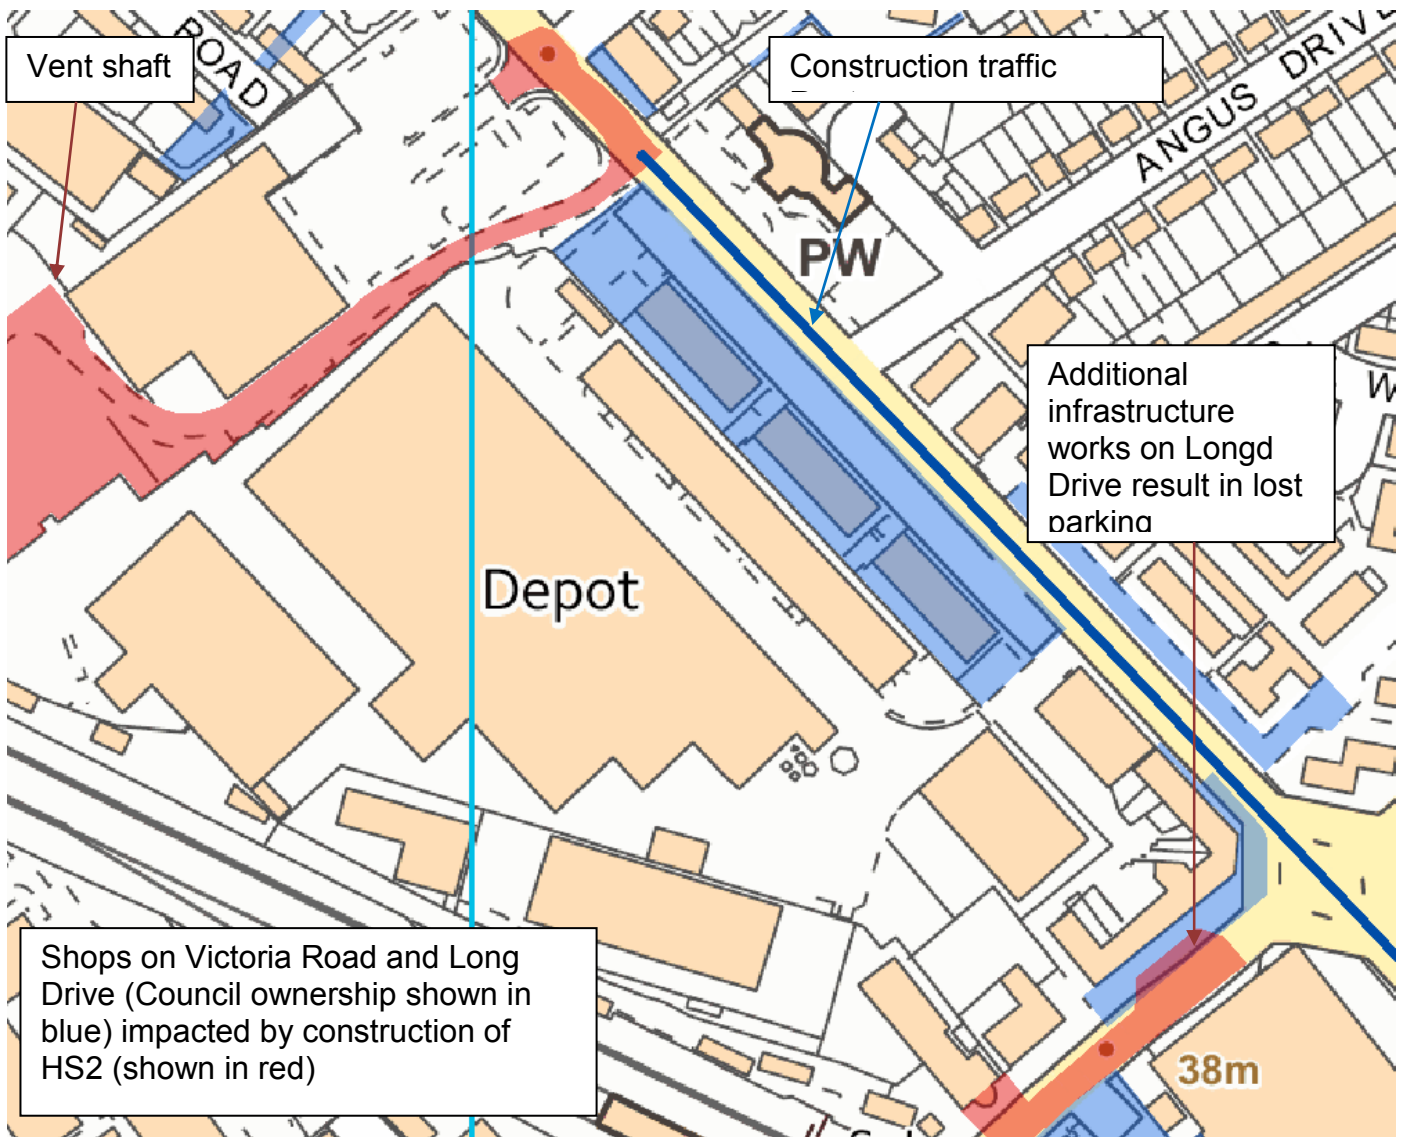 Vent shaft
ROAD
Construction traffic
ANGUS DRIVE
PW
Additional
infrastructure
works on Longd
Drive result in lost
parking
Depot
Shops on Victoria Road and Long
Drive (Council ownership shown in
blue) impacted by construction of
HS2 (shown in red)
38m